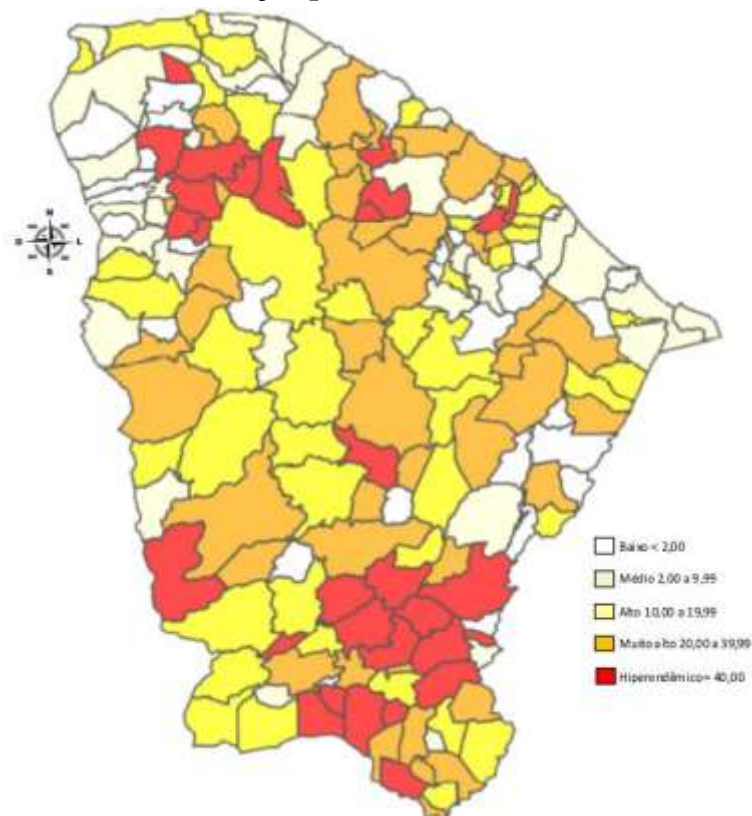 N
O
L
S
Baixo < 2,00
Médio 2,00 a 9,99
Alto 10,00 a 19,99
Muito alto 20,00 a 39,99
Hiperendêmico= 40,00